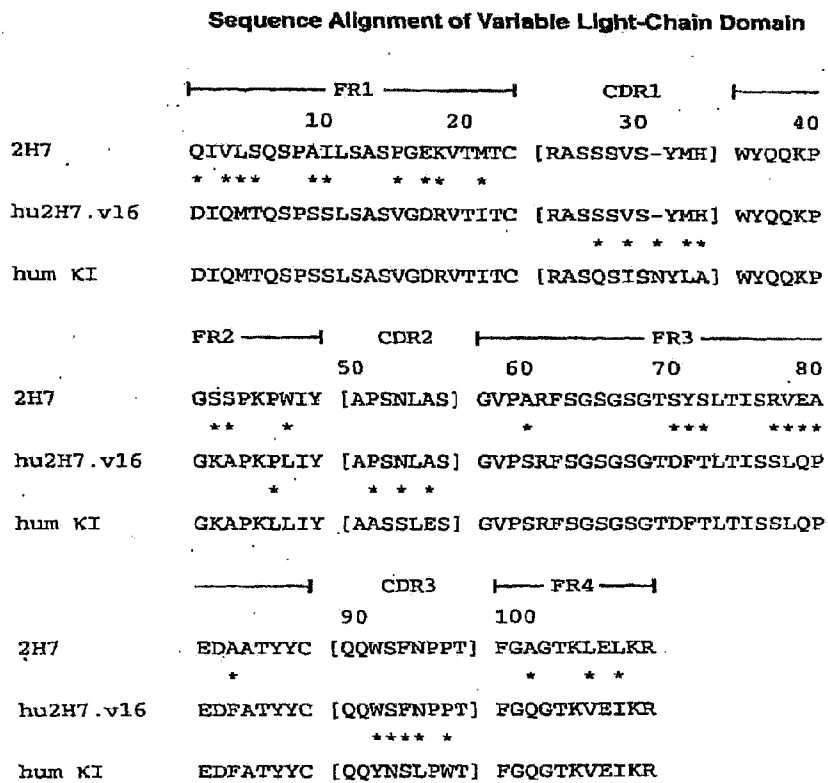 Sequence Alignment of Variable Light-Chain Domain
FR1 CDR1
10 20 30 40
2H7 QIVLSQSPAILSASPGEKVTMTC [RASSSVS-YMH] WYQQKP
* *** ** * ** *
hu2H7.v16 DIQMTQSPSSLSASVGDRVTITC [RASSSVS-YMH] WYQQKP
* * * **
hum KI DIQMTQSPSSLSASVGDRVTITC [RASQSISNYLA] WYQQKP
FR2 CDR2 FR3
50 60 70 80
2H7 GSSPKPWIY [APSNLAS] GVPARFSGSGSGTSYSLTISRVEA
** * * *** ****
hu2H7.v16 GKAPKPLIY [APSNLAS] GVPSRFSGSGSGTDFTLTISSLQP
* * * *
hum KI GKAPKLLIY [AASSLES] GVPSRFSGSGSGTDFTLTISSLQP
CDR3 FR4
90 100
2H7 EDAATYYC [QQWSFNPPT] FGAGTKLELKR
* * * *
hu2H7.v16 EDFATYYC [QQWSFNPPT] FGQGTKVEIKR
**** *
hum KI EDFATYYC [QQYNSLPWT] FGQGTKVEIKR